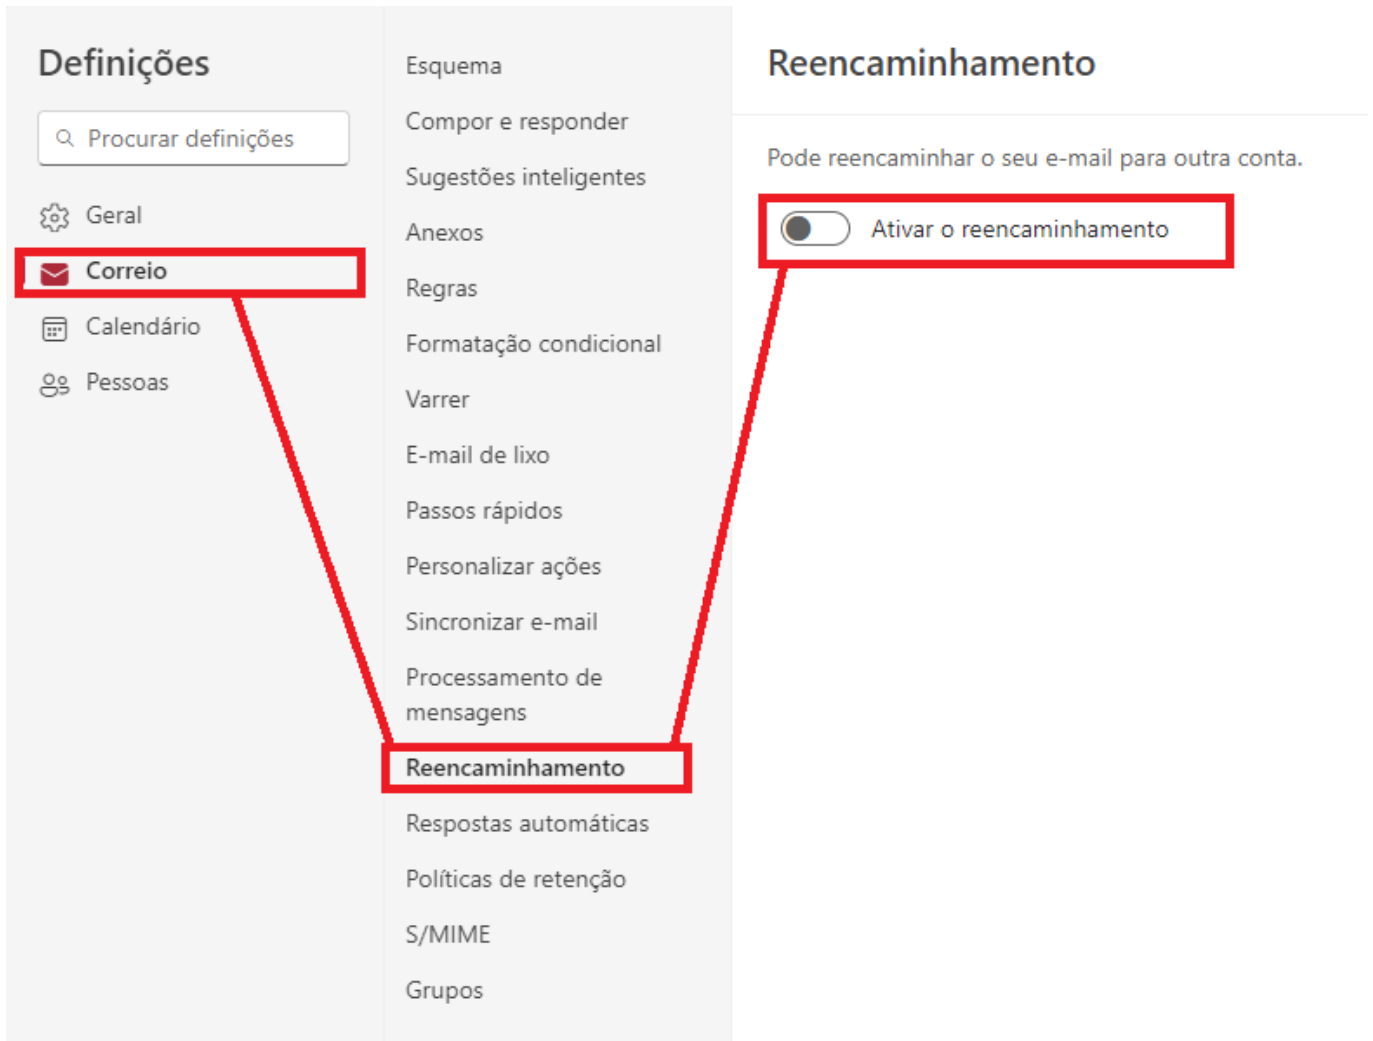 Definições
Procurar definições
Geral
Correio
Calendário
Pessoas
Esquema
Compor e responder
Sugestões inteligentes
Anexos
Regras
Formatação condicional
Varrer
E-mail de lixo
Passos rápidos
Personalizar ações
Sincronizar e-mail
Processamento de
mensagens
Reencaminhamento
Respostas automáticas
Políticas de retenção
S/MIME
Grupos
Reencaminhamento
Pode reencaminhar o seu e-mail para outra conta.
Ativar o reencaminhamento